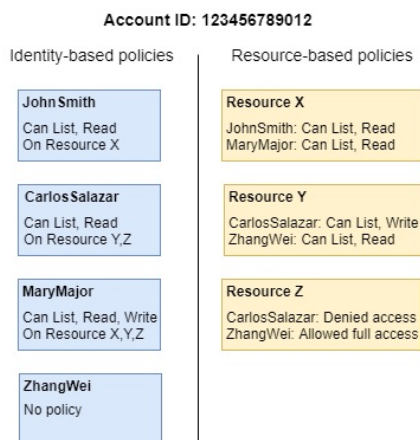 Account ID: 123456789012
Identity-based policies
Resource-based policies
JohnSmith
Can List, Read
On Resource X
CarlosSalazar
Can List, Read
On Resource Y,Z
MaryMajor
Can List, Read, Write
On Resource X,Y,Z
ZhangWei
No policy
Resource X
JohnSmith: Can List, Read
MaryMajor: Can List, Read
Resource Y
CarlosSalazar: Can List, Write
ZhangWei: Can List, Read
Resource Z
CarlosSalazar: Denied access
ZhangWei: Allowed full access